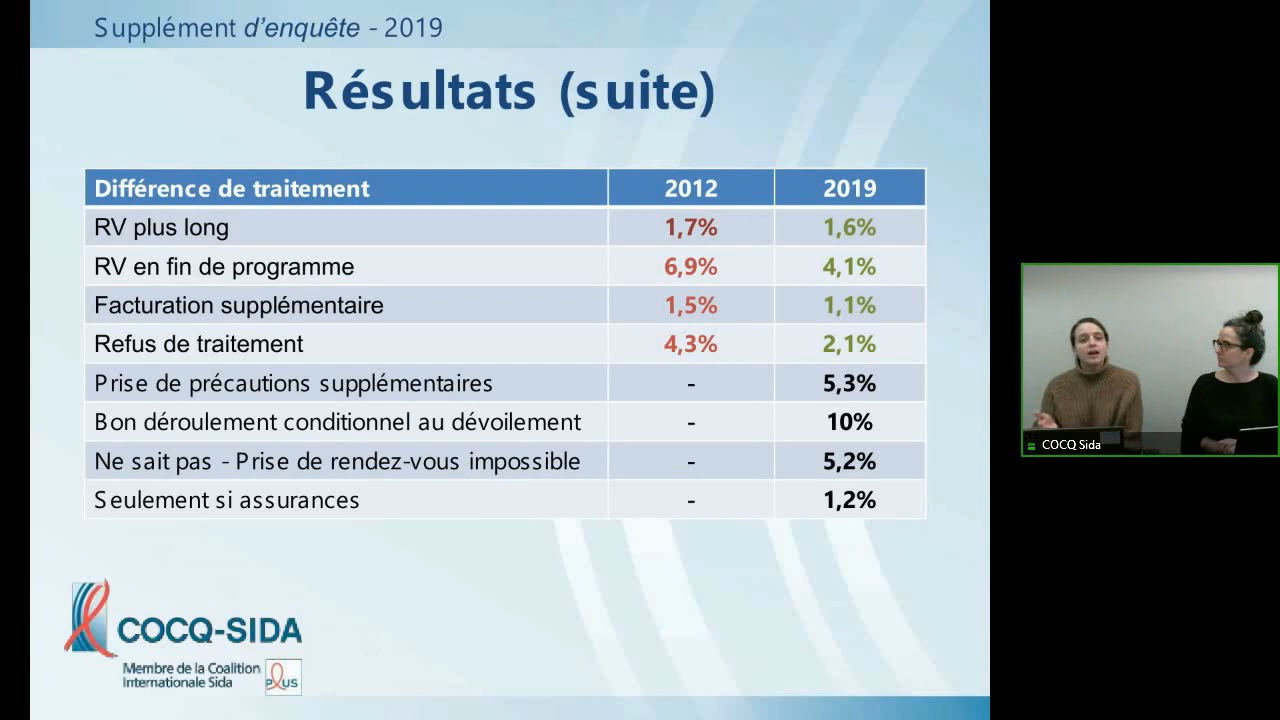 Supplément d’enquête - 2019
Résultats (suite)
Différence de traitement 2012 2019
RV plus long 1,7% 1,6%
RV en fin de programme 6,9% 4,1%
Facturation supplémentaire 1,5% 1,1%
Refus de traitement 4,3% 2,1%
Prise de précautions supplémentaires - 5,3%
Bon déroulement conditionnel au dévoilement - 10%
Ne sait pas - Prise de rendez-vous impossible - 5,2%
Seulement si assurances - 1,2%
COCQ Sida
COCQ-SIDA
Membre de la Coalition
Internationale Sida PLUS